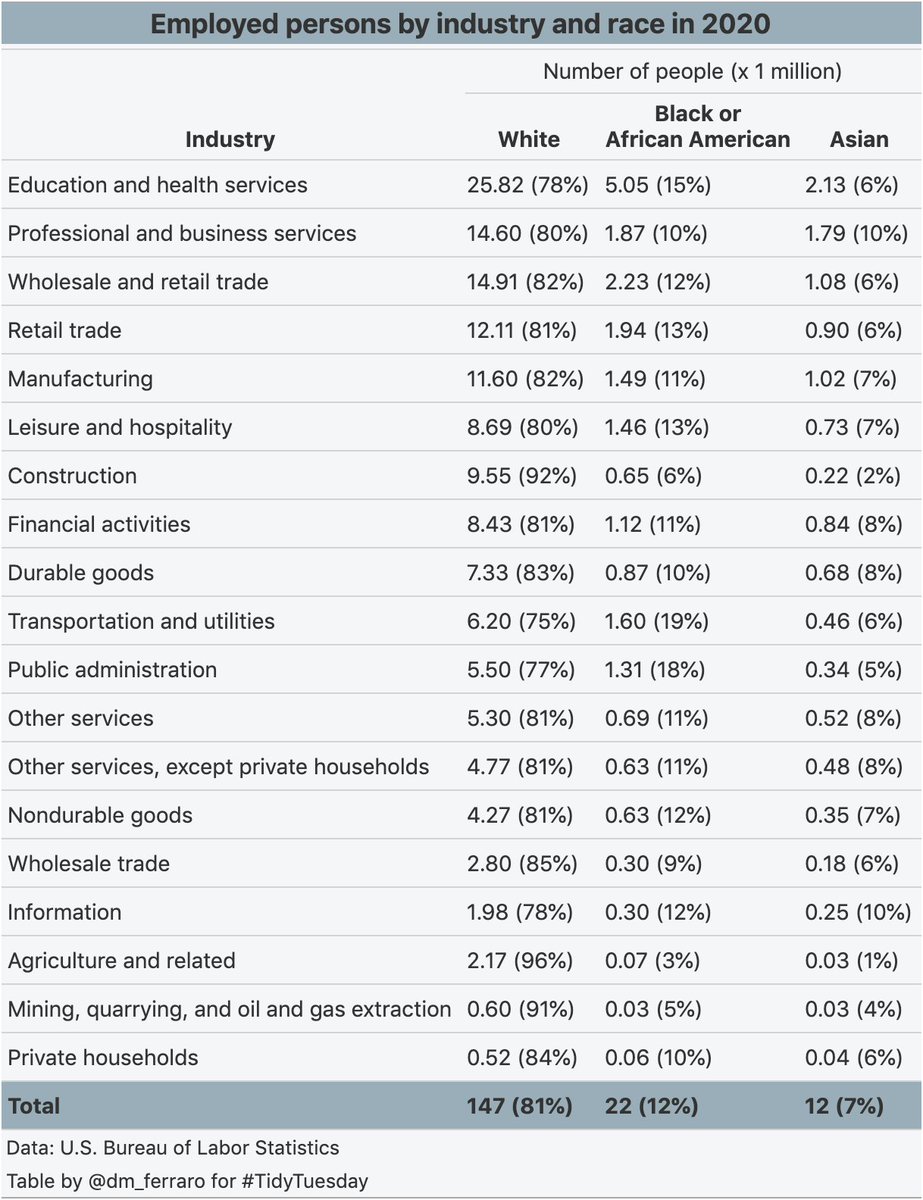 Employed persons by industry and race in 2020
Number of people (x 1 million)
Industry White Black or African American Asian
Education and health services 25.82 (78%) 5.05 (15%) 2.13 (6%)
Professional and business services 14.60 (80%) 1.87 (10%) 1.79 (10%)
Wholesale and retail trade 14.91 (82%) 2.23 (12%) 1.08 (6%)
Retail trade 12.11 (81%) 1.94 (13%) 0.90 (6%)
Manufacturing 11.60 (82%) 1.49 (11%) 1.02 (7%)
Leisure and hospitality 8.69 (80%) 1.46 (13%) 0.73 (7%)
Construction 9.55 (92%) 0.65 (6%) 0.22 (2%)
Financial activities 8.43 (81%) 1.12 (11%) 0.84 (8%)
Durable goods 7.33 (83%) 0.87 (10%) 0.68 (8%)
Transportation and utilities 6.20 (75%) 1.60 (19%) 0.46 (6%)
Public administration 5.50 (77%) 1.31 (18%) 0.34 (5%)
Other services 5.30 (81%) 0.69 (11%) 0.52 (8%)
Other services, except private households 4.77 (81%) 0.63 (11%) 0.48 (8%)
Nondurable goods 4.27 (81%) 0.63 (12%) 0.35 (7%)
Wholesale trade 2.80 (85%) 0.30 (9%) 0.18 (6%)
Information 1.98 (78%) 0.30 (12%) 0.25 (10%)
Agriculture and related 2.17 (96%) 0.07 (3%) 0.03 (1%)
Mining, quarrying, and oil and gas extraction 0.60 (91%) 0.03 (5%) 0.03 (4%)
Private households 0.52 (84%) 0.06 (10%) 0.04 (6%)
Total 147 (81%) 22 (12%) 12 (7%)
Data: U.S. Bureau of Labor Statistics
Table by @dm_ferraro for #TidyTuesday